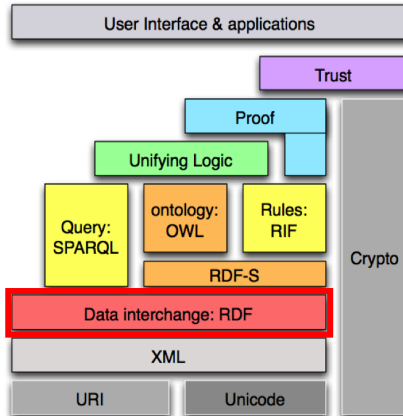 User Interface & applications
Trust
Proof
Unifying Logic
Query:
SPARQL
ontology:
OWL
Rules:
RIF
RDF-S
Crypto
Data interchange: RDF
XML
URI
Unicode